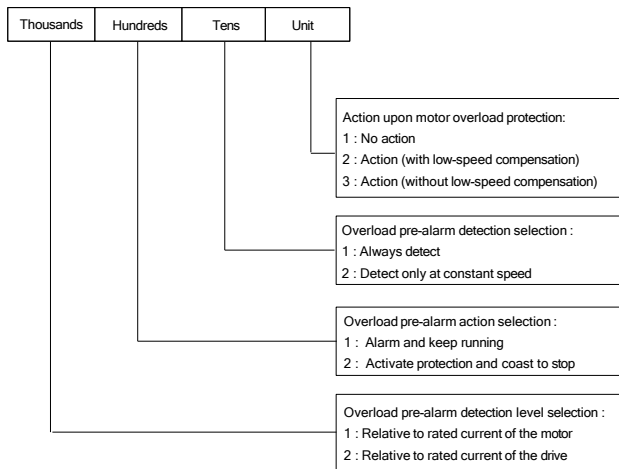 Thousands Hundreds Tens Unit
Action upon motor overload protection:
1 : No action
2 : Action (with low-speed compensation)
3 : Action (without low-speed compensation)
Overload pre-alarm detection selection :
1 : Always detect
2 : Detect only at constant speed
Overload pre-alarm action selection :
1 : Alarm and keep running
2 : Activate protection and coast to stop
Overload pre-alarm detection level selection :
1 : Relative to rated current of the motor
2 : Relative to rated current of the drive